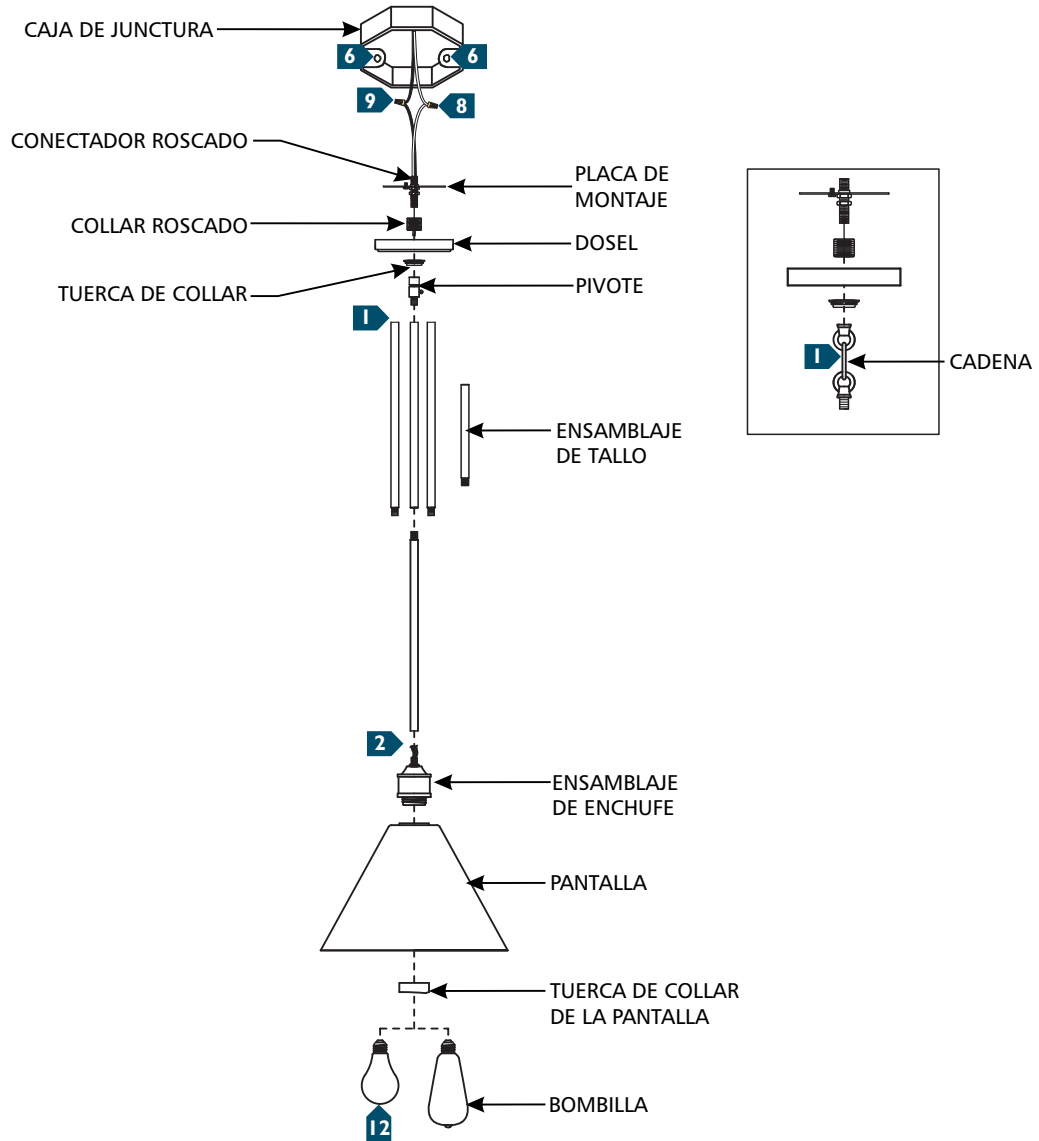 CAJA DE JUNCTURA
6
6
9
8
CONECTADOR ROSCADO
PLACA DE
MONTAJE
COLLAR ROSCADO
DOSEL
TUERCA DE COLLAR
PIVOTE
1
1
CADENA
ENSAMBLAJE
DE TALLO
2
ENSAMBLAJE
DE ENCHUFE
PANTALLA
TUERCA DE COLLAR
DE LA PANTALLA
BOMBILLA
12